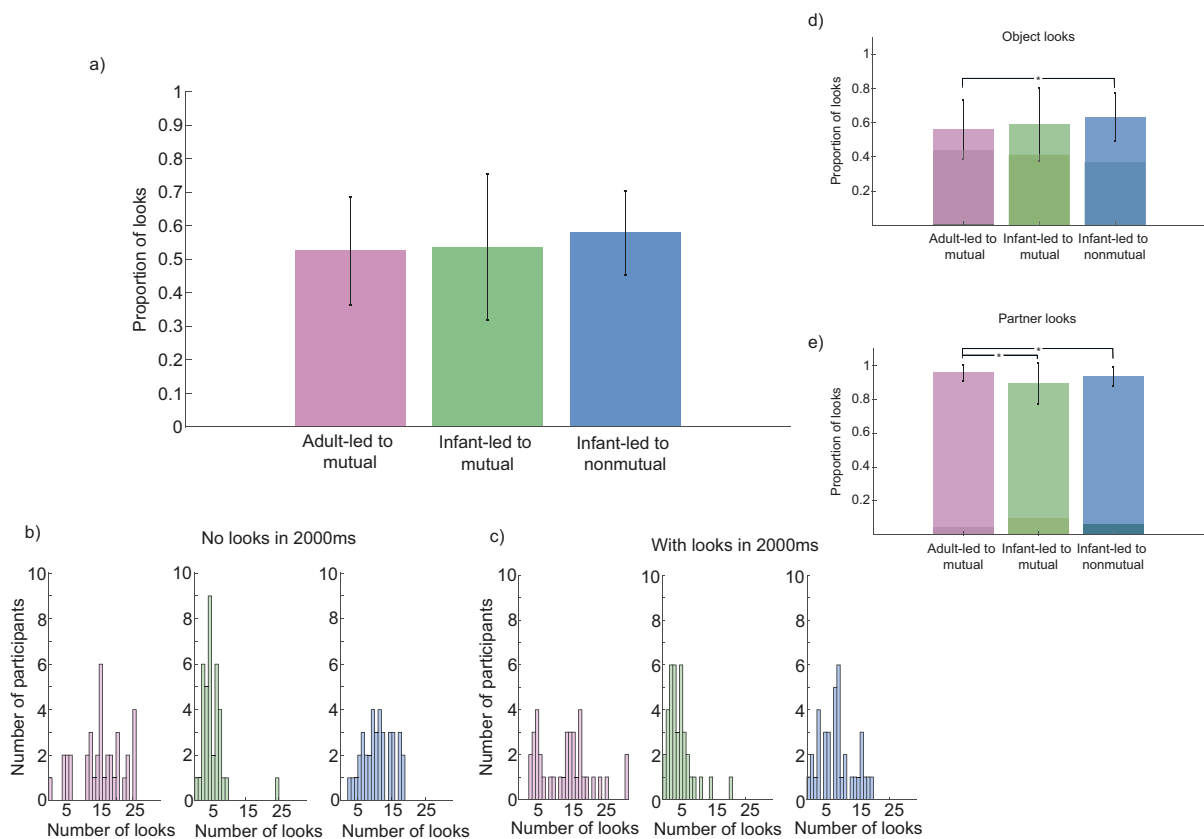 a)
1
0.9
0.8
0.7
0.6
0.5
0.4
0.3
0.2
0.1
0
Proportion of looks
Adult-led to
mutual
Infant-led to
mutual
Infant-led to
nonmutual
d)
Object looks
1
0.8
0.6
0.4
0.2
Proportion of looks
*
Adult-led to
mutual
Infant-led to
mutual
Infant-led to
nonmutual
e)
Partner looks
1
0.8
0.6
0.4
0.2
Proportion of looks
*
*
Adult-led to
mutual
Infant-led to
mutual
Infant-led to
nonmutual
b)
No looks in 2000ms
Number of participants
10
8
6
4
2
0
5 15 25
Number of looks
10
8
6
4
2
0
5 15 25
Number of looks
10
8
6
4
2
0
5 15 25
Number of looks
c)
With looks in 2000ms
Number of participants
10
8
6
4
2
0
5 15 25
Number of looks
10
8
6
4
2
0
5 15 25
Number of looks
10
8
6
4
2
0
5 15 25
Number of looks